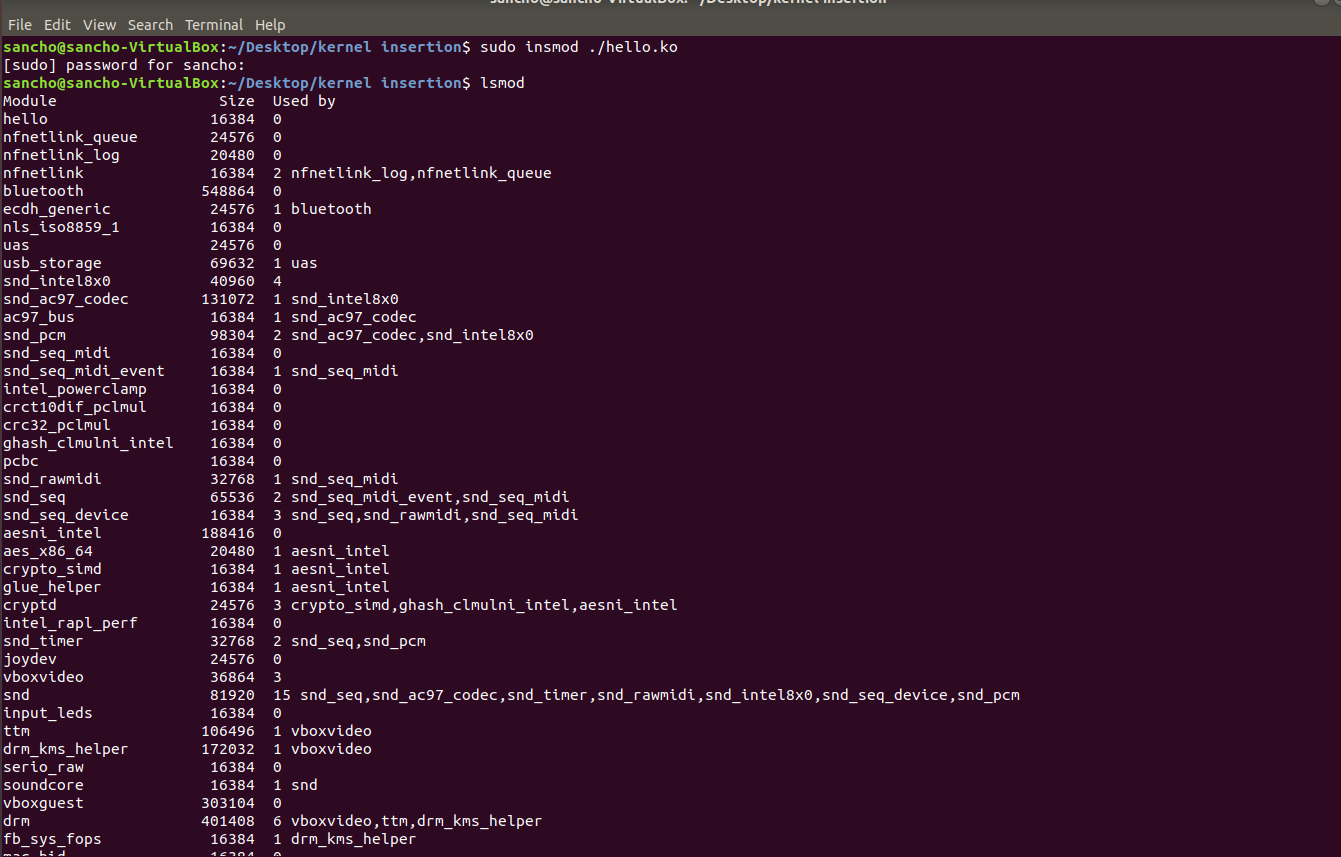 sancho@sancho-VirtualBox: ~/Desktop/kernel insertion
File Edit View Search Terminal Help
sancho@sancho-VirtualBox:~/Desktop/kernel insertion$ sudo insmod ./hello.ko
[sudo] password for sancho:
sancho@sancho-VirtualBox:~/Desktop/kernel insertion$ lsmod
Module                  Size  Used by
hello                  16384  0
nfnetlink_queue        24576  0
nfnetlink_log          20480  0
nfnetlink              16384  2 nfnetlink_log,nfnetlink_queue
bluetooth             548864  0
ecdh_generic           24576  1 bluetooth
nls_iso8859_1          16384  0
uas                    24576  0
usb_storage            69632  1 uas
snd_intel8x0           40960  4
snd_ac97_codec        131072  1 snd_intel8x0
ac97_bus               16384  1 snd_ac97_codec
snd_pcm                98304  2 snd_ac97_codec,snd_intel8x0
snd_seq_midi           16384  0
snd_seq_midi_event     16384  1 snd_seq_midi
intel_powerclamp       16384  0
crct10dif_pclmul       16384  0
crc32_pclmul           16384  0
ghash_clmulni_intel    16384  0
pcbc                   16384  0
snd_rawmidi            32768  1 snd_seq_midi
snd_seq                65536  2 snd_seq_midi_event,snd_seq_midi
snd_seq_device         16384  3 snd_seq,snd_rawmidi,snd_seq_midi
aesni_intel           188416  0
aes_x86_64             20480  1 aesni_intel
crypto_simd            16384  1 aesni_intel
glue_helper            16384  1 aesni_intel
cryptd                 24576  3 crypto_simd,ghash_clmulni_intel,aesni_intel
intel_rapl_perf        16384  0
snd_timer              32768  2 snd_seq,snd_pcm
joydev                 24576  0
vboxvideo              36864  3
snd                    81920  15 snd_seq,snd_ac97_codec,snd_timer,snd_rawmidi,snd_intel8x0,snd_seq_device,snd_pcm
input_leds             16384  0
ttm                   106496  1 vboxvideo
drm_kms_helper        172032  1 vboxvideo
serio_raw              16384  0
soundcore              16384  1 snd
vboxguest             303104  0
drm                   401408  6 vboxvideo,ttm,drm_kms_helper
fb_sys_fops            16384  1 drm_kms_helper
16384  0